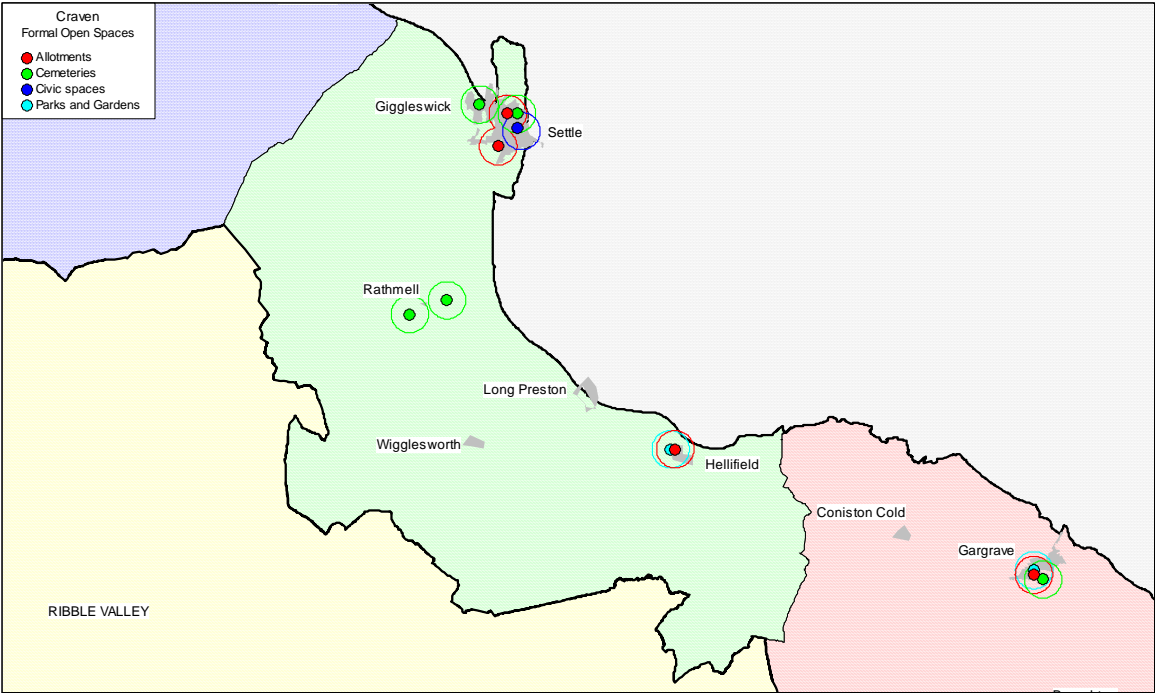 Craven
Formal Open Spaces
Allotments
Cemeteries
Civic spaces
Parks and Gardens
Giggleswick
Settle
Rathmell
Long Preston
Wigglesworth
Hellifield
Coniston Cold
Gargrave
RIBBLE VALLEY